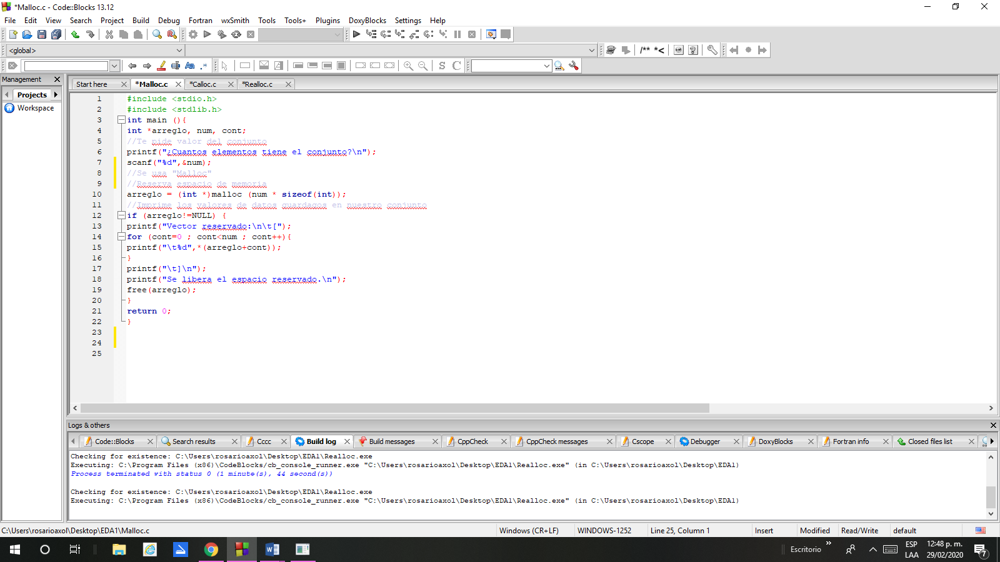 *Malloc.c - Code::Blocks 13.12
File Edit View Search Project Build Debug Fortran wxSmith Tools Tools+ Plugins DoxyBlocks Settings Help
<global>
/** *<
Aa .* S C
Management
Start here *Malloc.c *Calloc.c *Realloc.c
Projects
Workspace
1 #include <stdio.h>
2 #include <stdlib.h>
3 int main (){
4 int *arreglo, num, cont;
5 //Te pide valor del conjunto
6 printf("¿Cuantos elementos tiene el conjunto?\n");
7 scanf("%d",&num);
8 //Se usa "Malloc"
9 //Reserva espacio de memoria
10 arreglo = (int *)malloc (num * sizeof(int));
11 //Imprime los valores de datos guardagos en nuestro conjunto
12 if (arreglo!=NULL) {
13 printf("Vector reservado:\n\t[");
14 for (cont=0 ; cont<num ; cont++){
15 printf("\t%d",*(arreglo+cont));
16 }
17 printf("\t]\n");
18 printf("Se libera el espacio reservado.\n");
19 free(arreglo);
20 }
21 return 0;
22 }
23
24
25
Logs & others
Code::Blocks Search results Cccc Build log Build messages CppCheck CppCheck messages Cscope Debugger DoxyBlocks Fortran info Closed files list
Checking for existence: C:\Users\rosarioaxol\Desktop\EDA1\Realloc.exe
Executing: C:\Program Files (x86)\CodeBlocks/cb_console_runner.exe "C:\Users\rosarioaxol\Desktop\EDA1\Realloc.exe" (in C:\Users\rosarioaxol\Desktop\EDA1)
Process terminated with status 0 (1 minute(s), 44 second(s))
Checking for existence: C:\Users\rosarioaxol\Desktop\EDA1\Realloc.exe
Executing: C:\Program Files (x86)\CodeBlocks/cb_console_runner.exe "C:\Users\rosarioaxol\Desktop\EDA1\Realloc.exe" (in C:\Users\rosarioaxol\Desktop\EDA1)
C:\Users\rosarioaxol\Desktop\EDA1\Malloc.c Windows (CR+LF) WINDOWS-1252 Line 25, Column 1 Insert Modified Read/Write default
Escritorio » ESP LAA 12:48 p. m. 29/02/2020 7